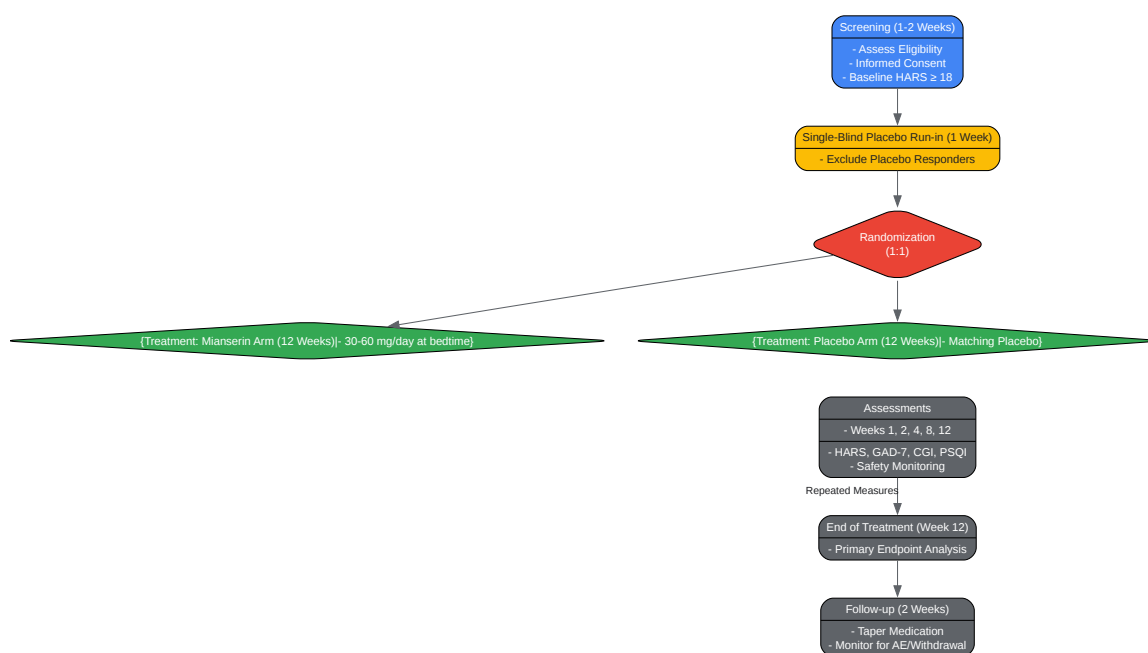 Screening (1-2 Weeks)
- Assess Eligibility
- Informed Consent
- Baseline HARS ≥ 18
Single-Blind Placebo Run-in (1 Week)
- Exclude Placebo Responders
Randomization
(1:1)
{Treatment: Mianserin Arm (12 Weeks)|- 30-60 mg/day at bedtime}
{Treatment: Placebo Arm (12 Weeks)|- Matching Placebo}
Assessments
- Weeks 1, 2, 4, 8, 12
- HARS, GAD-7, CGI, PSQI
- Safety Monitoring
Repeated Measures
End of Treatment (Week 12)
- Primary Endpoint Analysis
Follow-up (2 Weeks)
- Taper Medication
- Monitor for AE/Withdrawal